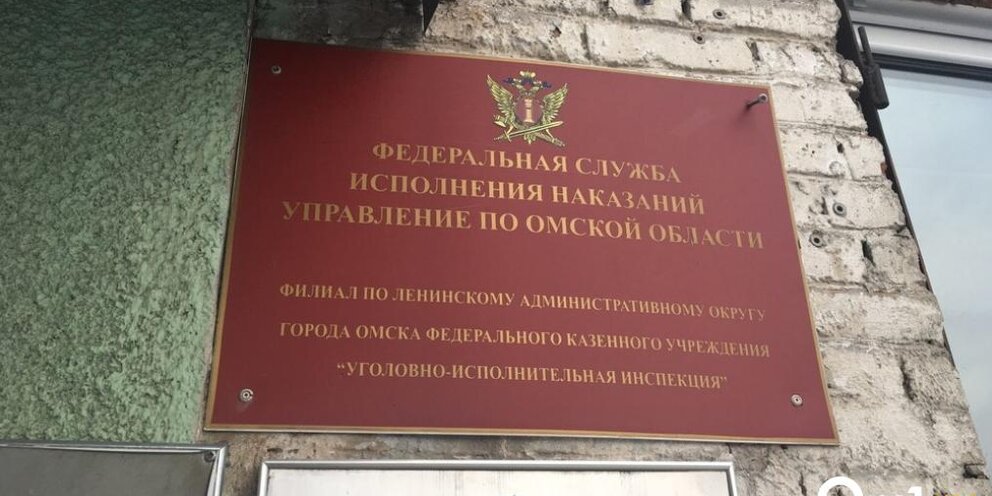 ФЕДЕРАЛЬНАЯ СЛУЖБА
ИСПОЛНЕНИЯ НАКАЗАНИЙ
УПРАВЛЕНИЕ ПО ОМСКОЙ ОБЛАСТИ
ФИЛИАЛ ПО ЛЕНИНСКОМУ АДМИНИСТРАТИВНОМУ ОКРУГУ
ГОРОДА ОМСКА ФЕДЕРАЛЬНОГО КАЗЕННОГО УЧРЕЖДЕНИЯ
“УГОЛОВНО-ИСПОЛНИТЕЛЬНАЯ ИНСПЕКЦИЯ”